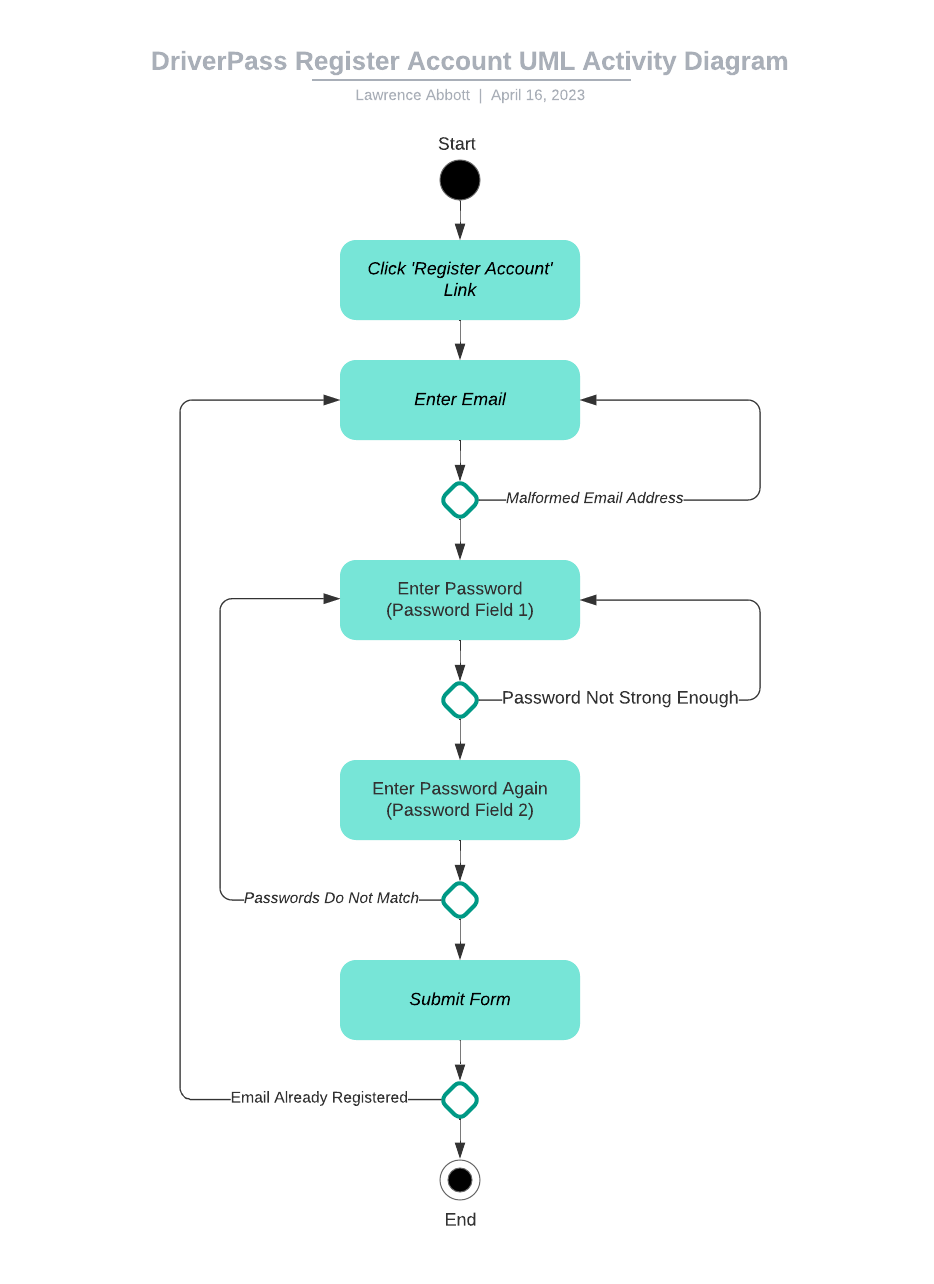 DriverPass Register Account UML Activity Diagram
Lawrence Abbott | April 16, 2023
Start
Click 'Register Account'
Link
Enter Email
Malformed Email Address
Enter Password
(Password Field 1)
Password Not Strong Enough
Enter Password Again
(Password Field 2)
Passwords Do Not Match
Submit Form
Email Already Registered
End